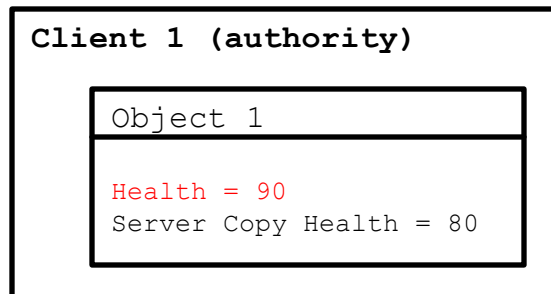 Client 1 (authority)
Object 1
Health = 90
Server Copy Health = 80